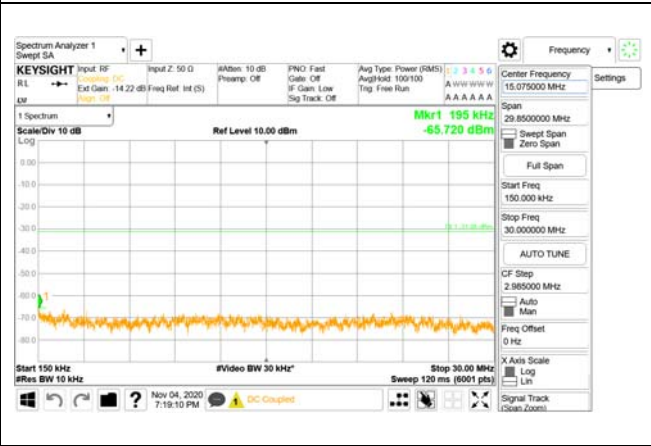 Spectrum Analyzer 1
Swept SA
Frequency
KEYSIGHT
RL
Input: RF
Coupling: DC
Ext Gain: -14.22 dB
Align: Off
Input Z: 50 Ω
Freq Ref: Int (S)
#Atten: 10 dB
Preamp: Off
PNO: Fast
Gate: Off
IF Gain: Low
Sig Track: Off
Avg Type: Power (RMS)
Avg|Hold: 100/100
Trig: Free Run
1 2 3 4 5 6
A W W W W W
A A A A A A
1 Spectrum
Scale/Div 10 dB
Log
Ref Level 10.00 dBm
Mkr1 195 kHz
-65.720 dBm
0.00
-10.0
-20.0
-30.0
-40.0
-50.0
-60.0
-70.0
-80.0
1
Start 150 kHz
#Res BW 10 kHz
#Video BW 30 kHz*
Stop 30.00 MHz
Sweep 120 ms (6001 pts)
Center Frequency
15.075000 MHz
Settings
Span
29.8500000 MHz
Swept Span
Zero Span
Full Span
Start Freq
150.000 kHz
Stop Freq
30.000000 MHz
AUTO TUNE
CF Step
2.985000 MHz
Auto
Man
Freq Offset
0 Hz
X Axis Scale
Log
Lin
Signal Track
(Span Zoom)
?
Nov 04, 2020
7:19:10 PM
1
DC Coupled